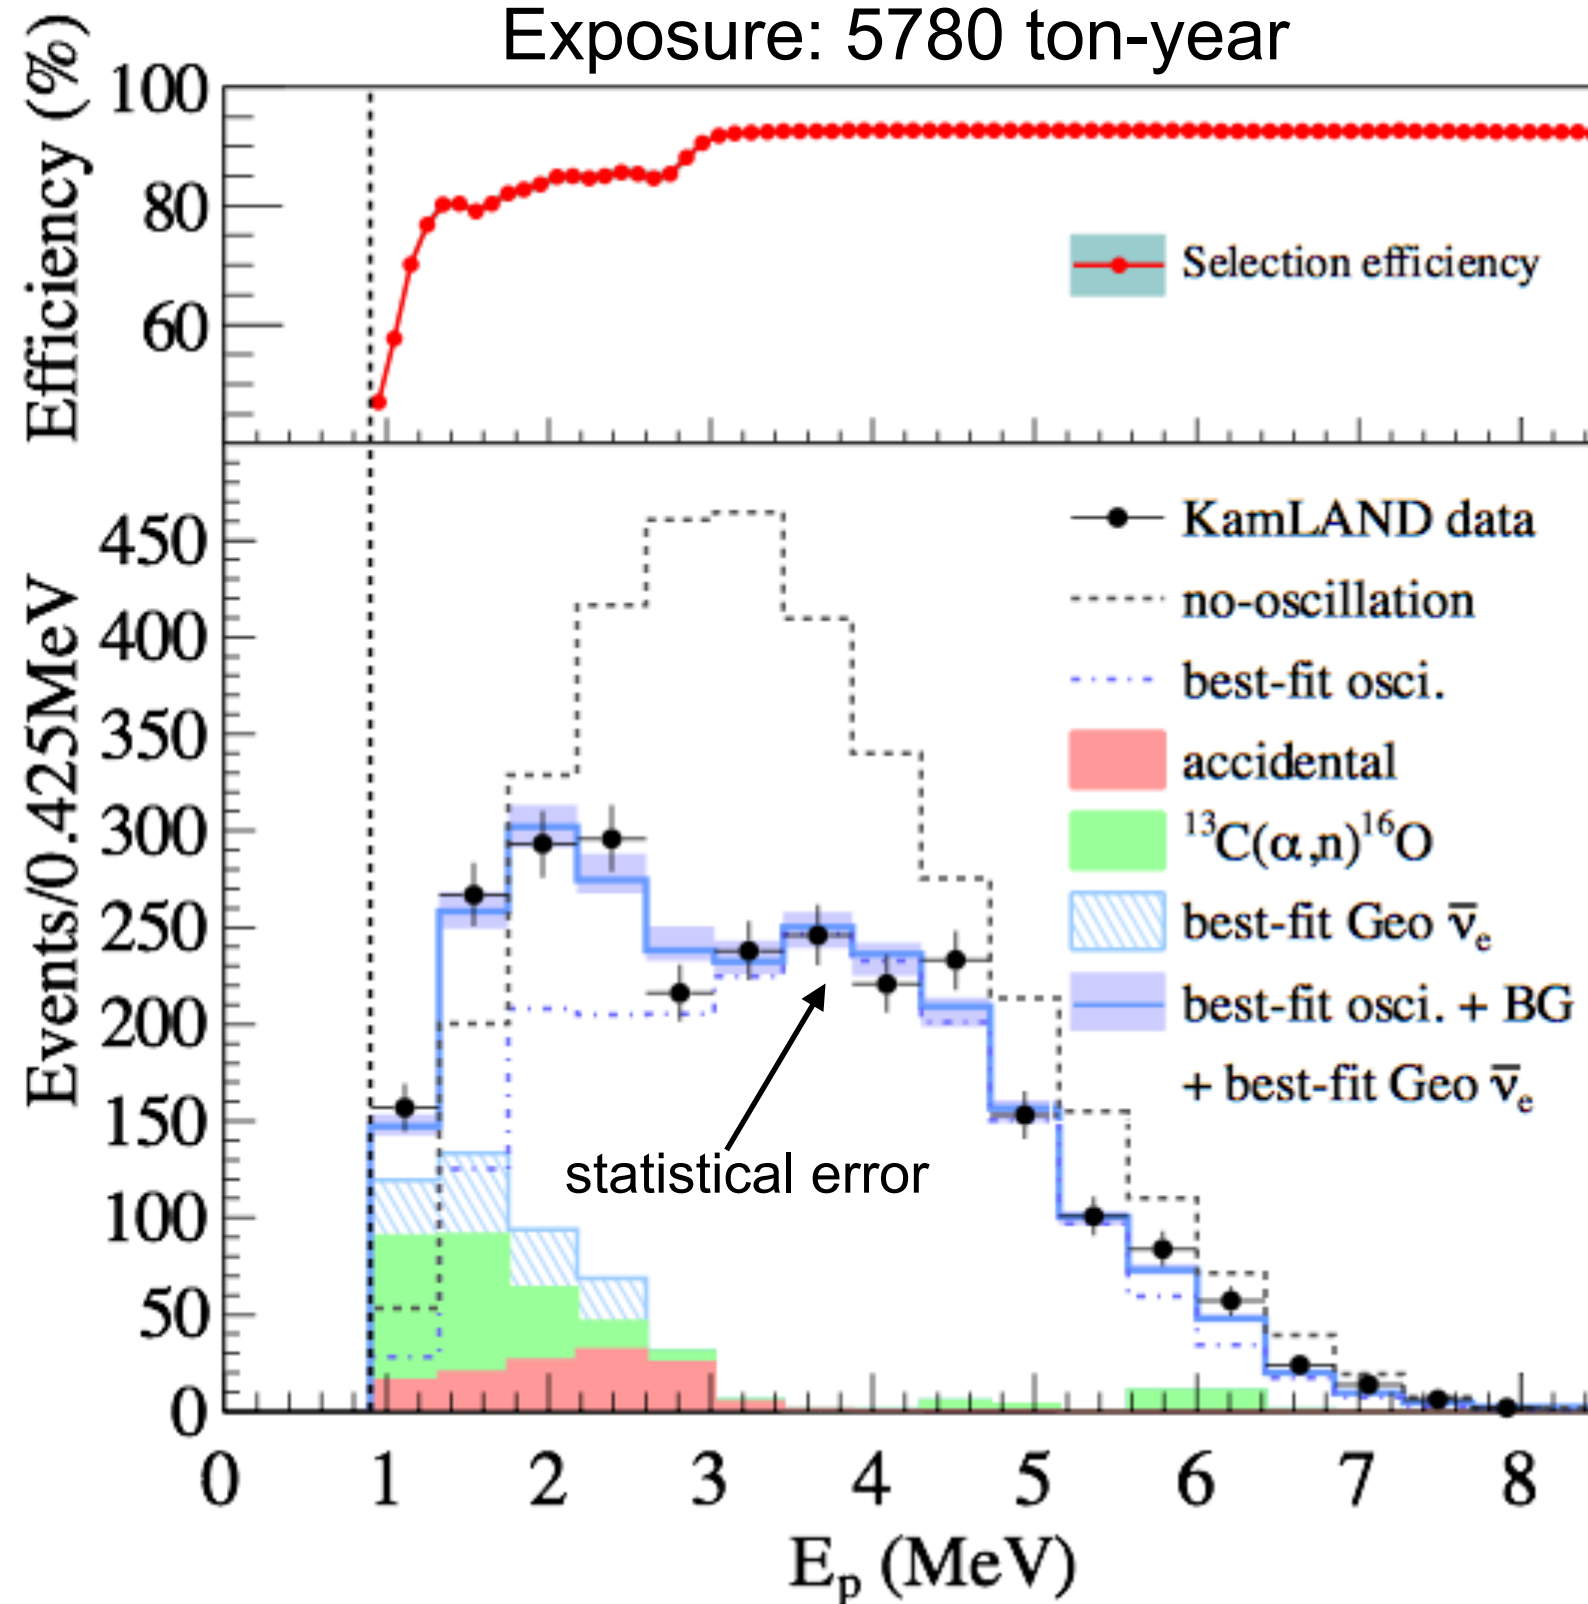 Exposure: 5780 ton-year
Efficiency (%)
100
80
60
Selection efficiency
Events/0.425MeV
450
400
350
300
250
200
150
100
50
0
KamLAND data
no-oscillation
best-fit osci.
accidental
¹³C(α,n)¹⁶O
best-fit Geo ν̅ₑ
best-fit osci. + BG
+ best-fit Geo ν̅ₑ
statistical error
0 1 2 3 4 5 6 7 8
Eₚ (MeV)